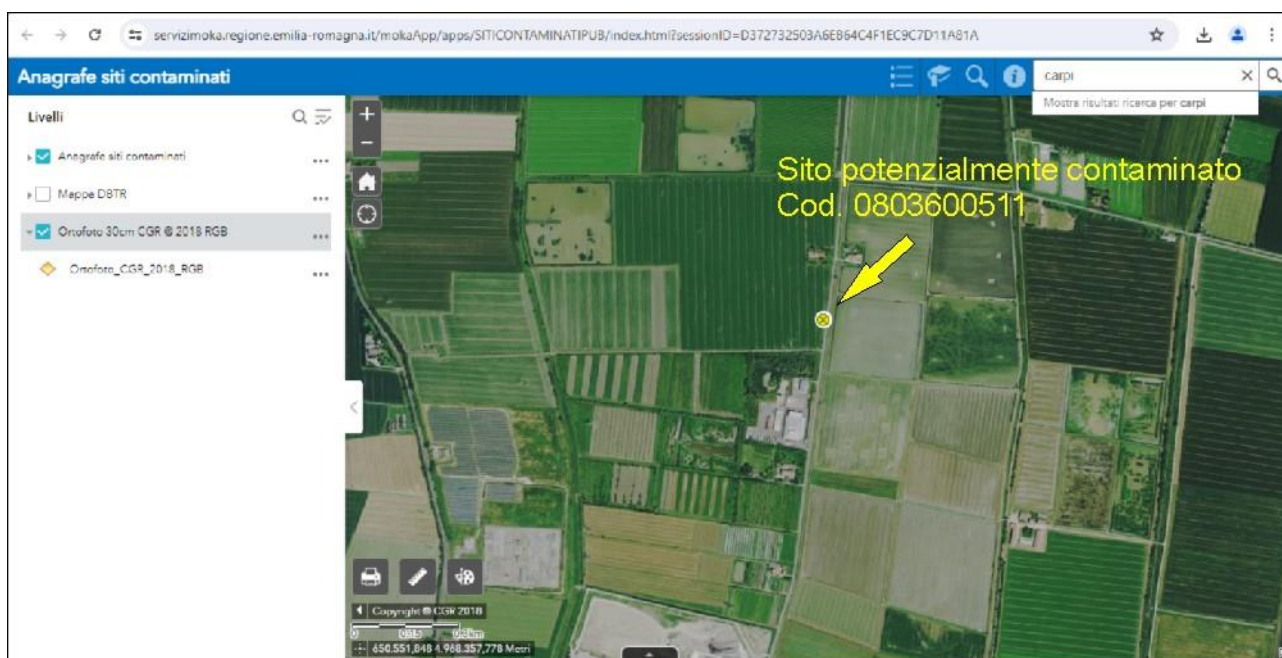 servizimoka.regione.emilia-romagna.it/mokaApp/apps/SITICONTAMINATIPUB/index.html?sessionID=D372732503A6E864C4F1EC9C7D11A81A
Anagrafe siti contaminati
carpi
Mostra risultati ricerca per carpi
Livelli
Anagrafe siti contaminati
Mappe DBTR
Ortofoto 30cm CGR © 2018 RGB
Ortofoto_CGR_2018_RGB
Sito potenzialmente contaminato
Cod. 0803600511
Copyright © CGR 2018
0
650.551,848 4.968.357,778 Metri